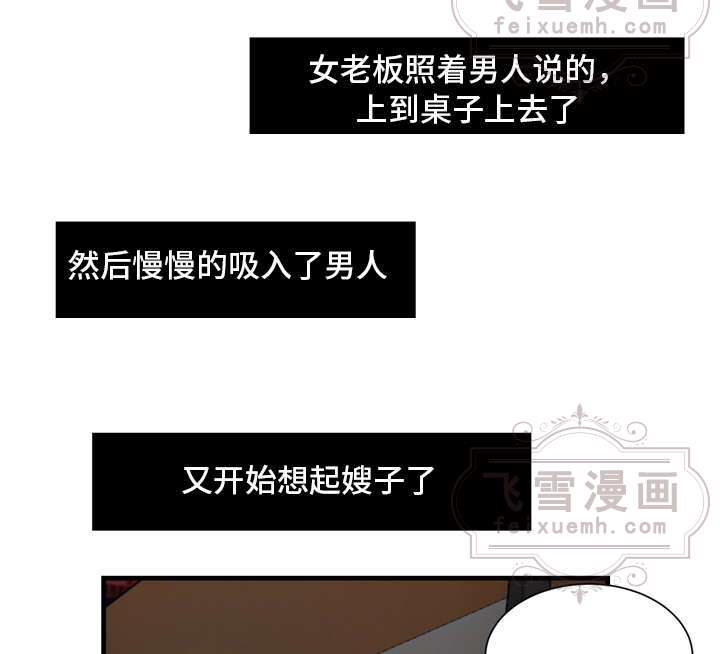 飞雪漫画
feixuemh.com
女老板照着男人说的，
上到桌子上去了
然后慢慢的吸入了男人
又开始想起嫂子了
飞雪漫画
feixuemh.com